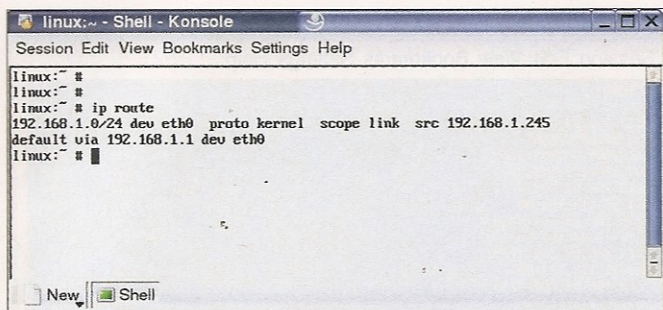 linux:~ - Shell - Konsole
Session Edit View Bookmarks Settings Help
linux:~ #
linux:~ #
linux:~ # ip route
192.168.1.0/24 dev eth0  proto kernel  scope link  src 192.168.1.245
default via 192.168.1.1 dev eth0
linux:~ #
New Shell